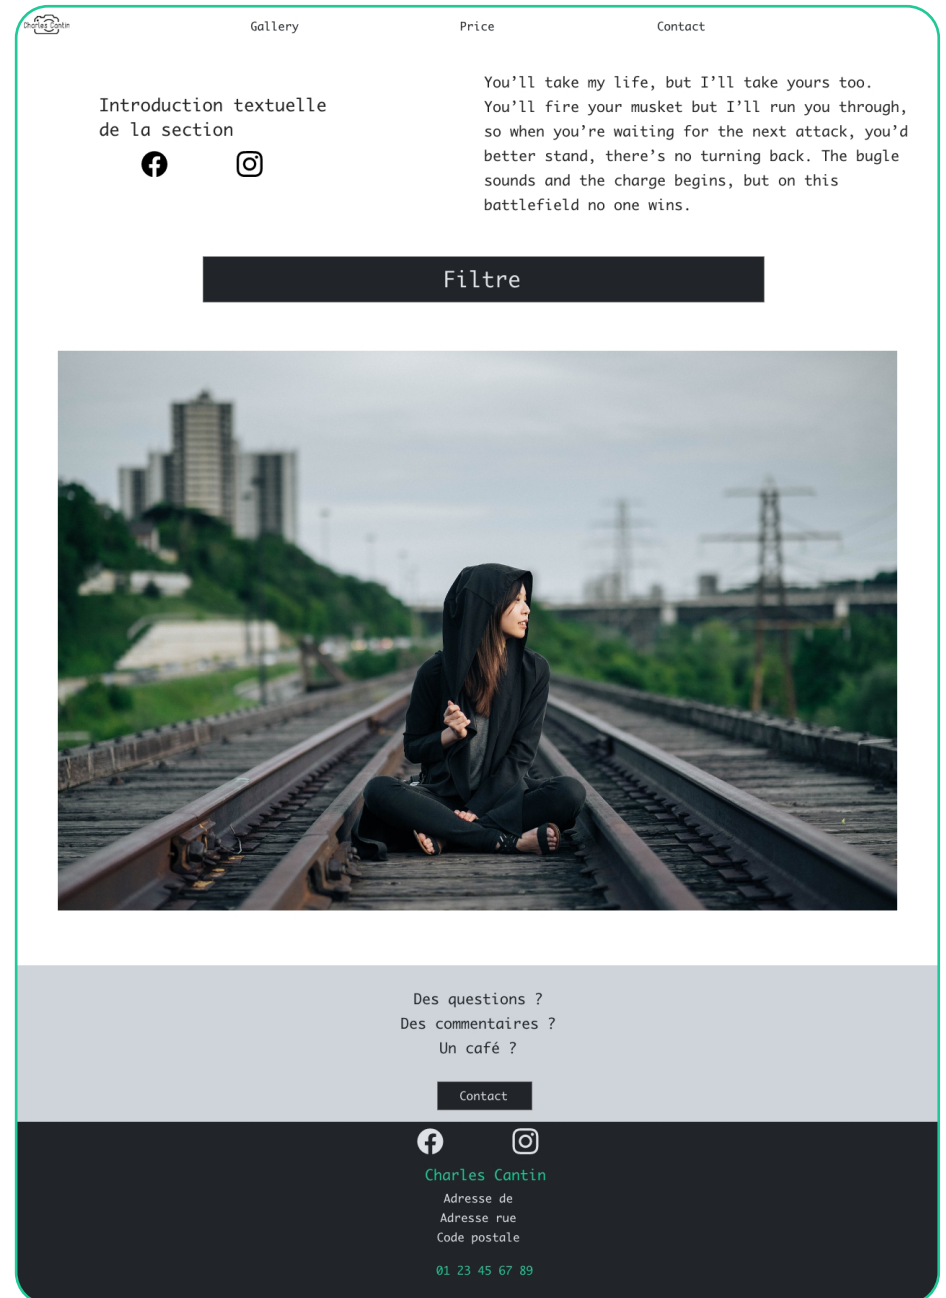 Charles Cantin
Gallery
Price
Contact
Introduction textuelle
de la section
You’ll take my life, but I’ll take yours too.
You’ll fire your musket but I’ll run you through,
so when you’re waiting for the next attack, you’d
better stand, there’s no turning back. The bugle
sounds and the charge begins, but on this
battlefield no one wins.
Filtre
Des questions ?
Des commentaires ?
Un café ?
Contact
Charles Cantin
Adresse de
Adresse rue
Code postale
01 23 45 67 89